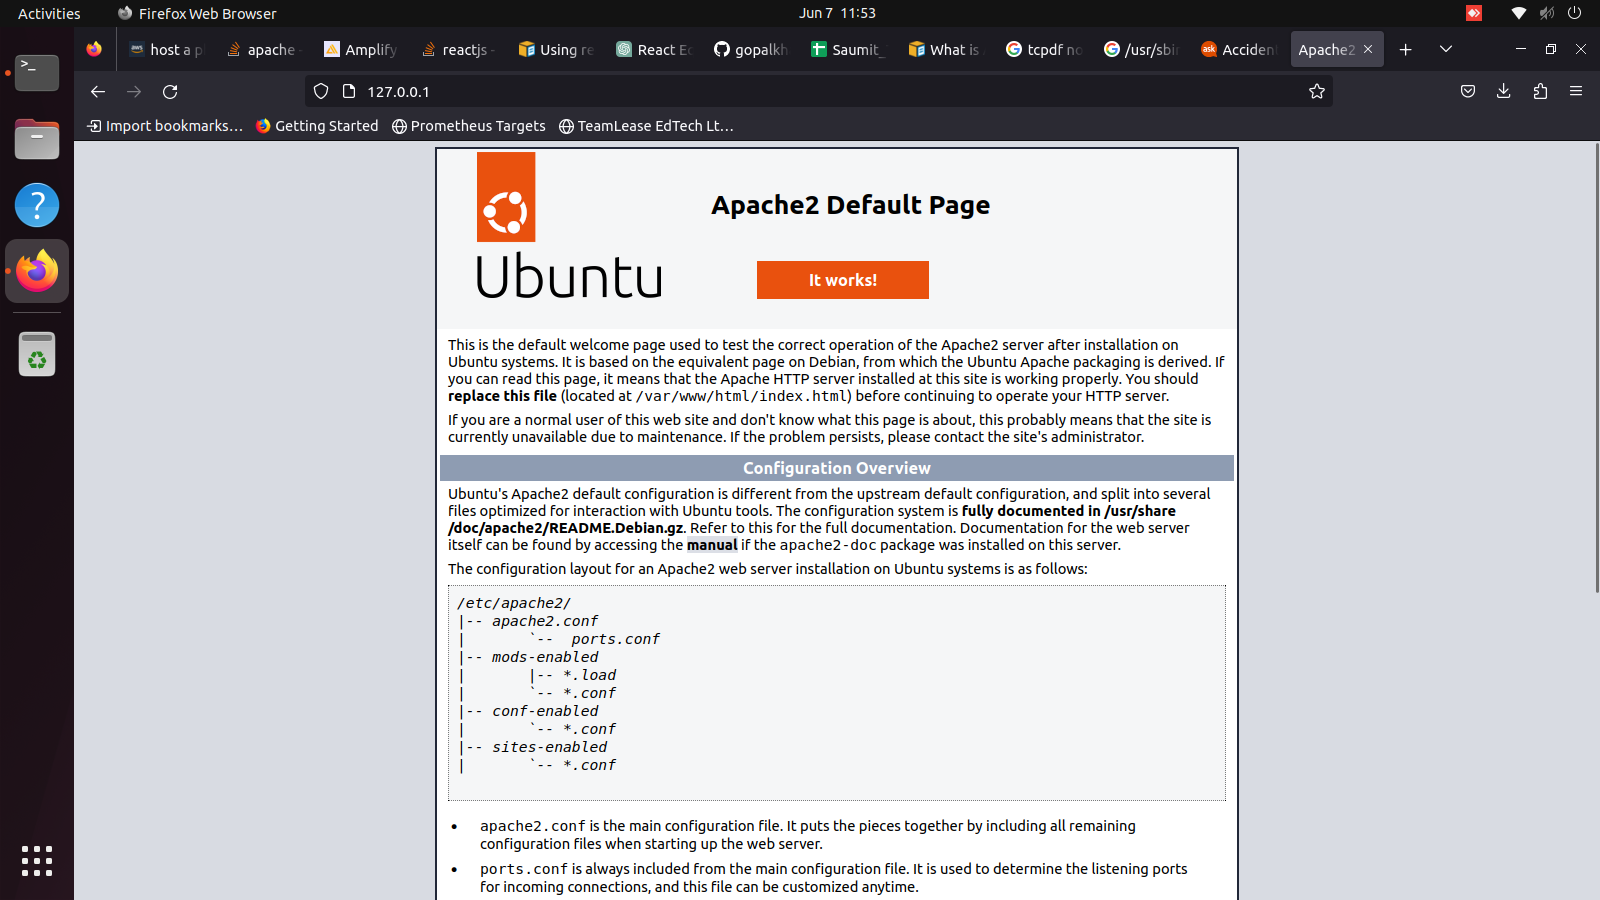 Activities
Firefox Web Browser
Jun 7 11:53
host a p
apache
Amplify
reactjs -
Using re
React Ec
gopalkh
Saumit_
What is
tcpdf no
/usr/sbin
Acciden
Apache2
127.0.0.1
Import bookmarks...
Getting Started
Prometheus Targets
TeamLease EdTech Lt...
Apache2 Default Page
Ubuntu
It works!
This is the default welcome page used to test the correct operation of the Apache2 server after installation on
Ubuntu systems. It is based on the equivalent page on Debian, from which the Ubuntu Apache packaging is derived. If
you can read this page, it means that the Apache HTTP server installed at this site is working properly. You should
replace this file (located at /var/www/html/index.html) before continuing to operate your HTTP server.
If you are a normal user of this web site and don't know what this page is about, this probably means that the site is
currently unavailable due to maintenance. If the problem persists, please contact the site's administrator.
Configuration Overview
Ubuntu's Apache2 default configuration is different from the upstream default configuration, and split into several
files optimized for interaction with Ubuntu tools. The configuration system is fully documented in /usr/share
/doc/apache2/README.Debian.gz. Refer to this for the full documentation. Documentation for the web server
itself can be found by accessing the manual if the apache2-doc package was installed on this server.
The configuration layout for an Apache2 web server installation on Ubuntu systems is as follows:
/etc/apache2/
|-- apache2.conf
|       `--  ports.conf
|-- mods-enabled
|       |-- *.load
|       `-- *.conf
|-- conf-enabled
|       `-- *.conf
|-- sites-enabled
|       `-- *.conf
• apache2.conf is the main configuration file. It puts the pieces together by including all remaining
configuration files when starting up the web server.
• ports.conf is always included from the main configuration file. It is used to determine the listening ports
for incoming connections, and this file can be customized anytime.